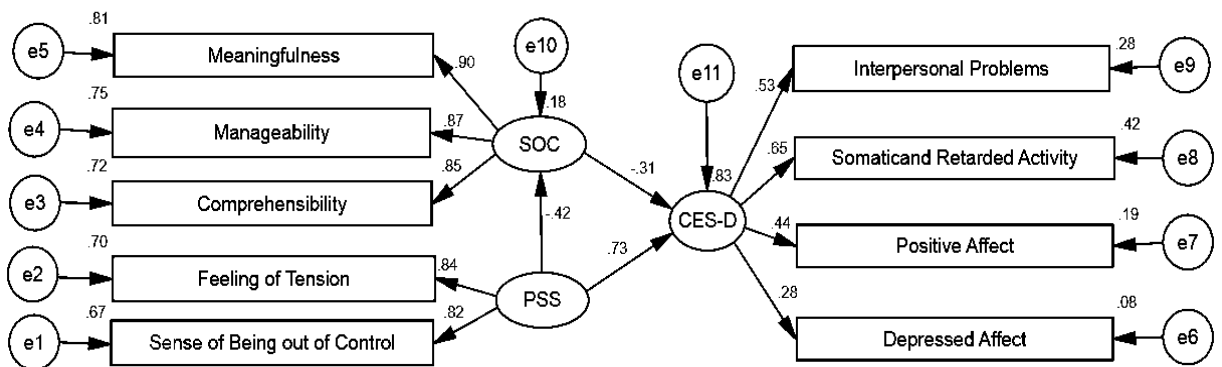 .81
e5
Meaningfulness
.90
e10
.18
e11
.28
Interpersonal Problems
e9
.53
.75
e4
Manageability
.87
SOC
.42
Somaticand Retarded Activity
e8
.65
.72
e3
Comprehensibility
.85
-.31
.83
CES-D
-.42
.73
.70
e2
Feeling of Tension
.84
PSS
.44
.19
Positive Affect
e7
.67
e1
Sense of Being out of Control
.82
.28
.08
Depressed Affect
e6